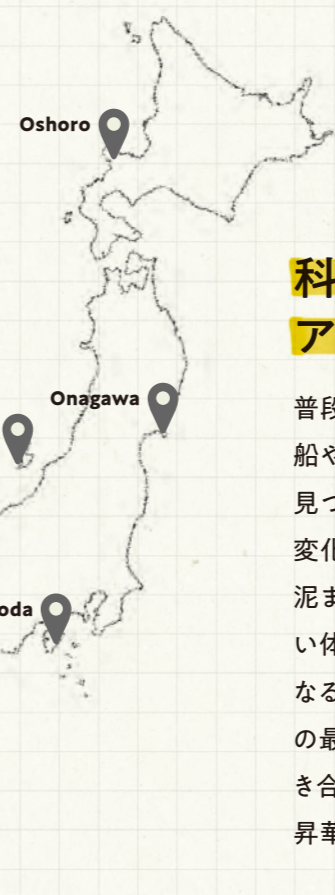 Oshoro
Onagawa
oda
科
ア
普段
船や
見つ
変化
泥ま
い体
なる
の最
き合
昇華